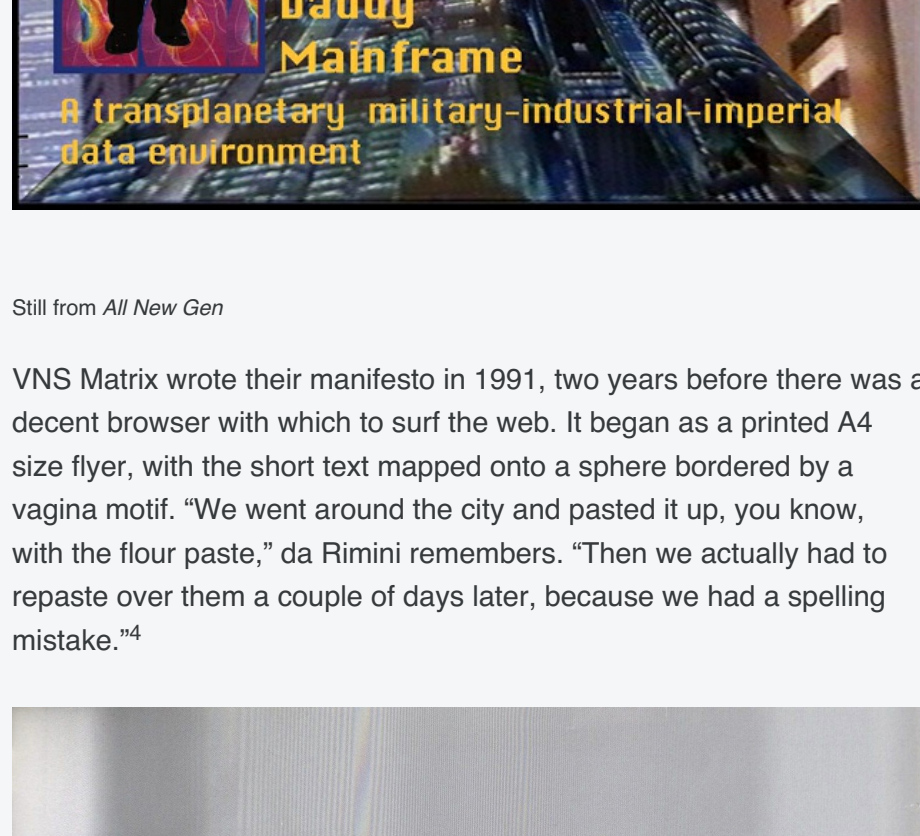 Daddy
Mainframe
A transplanetary military-industrial-imperial
data environment
Still from All New Gen
VNS Matrix wrote their manifesto in 1991, two years before there was a
decent browser with which to surf the web. It began as a printed A4
size flyer, with the short text mapped onto a sphere bordered by a
vagina motif. “We went around the city and pasted it up, you know,
with the flour paste,” da Rimini remembers. “Then we actually had to
repaste over them a couple of days later, because we had a spelling
mistake.”4